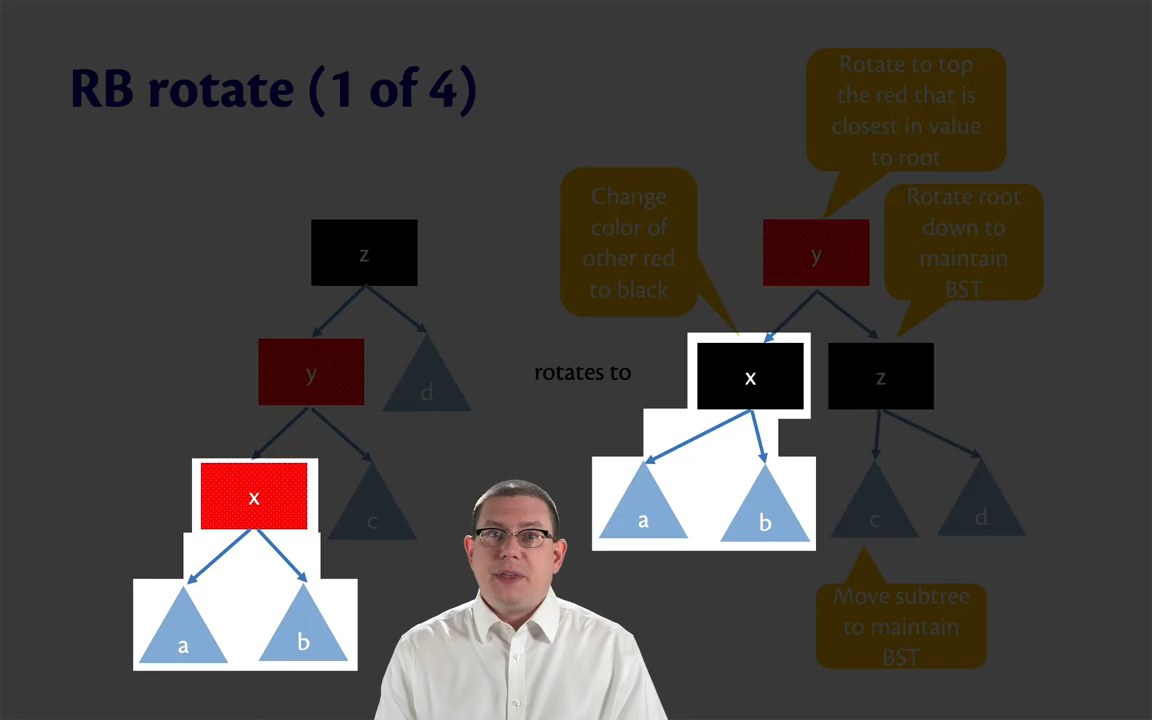 RB rotate (1 of 4)
Rotate to top
the red that is
closest in value
to root
Change
color of
other red
to black
Rotate root
down to
maintain
BST
z
y
d
x
c
a
b
rotates to
y
x
z
a
b
c
d
Move subtree
to maintain
BST